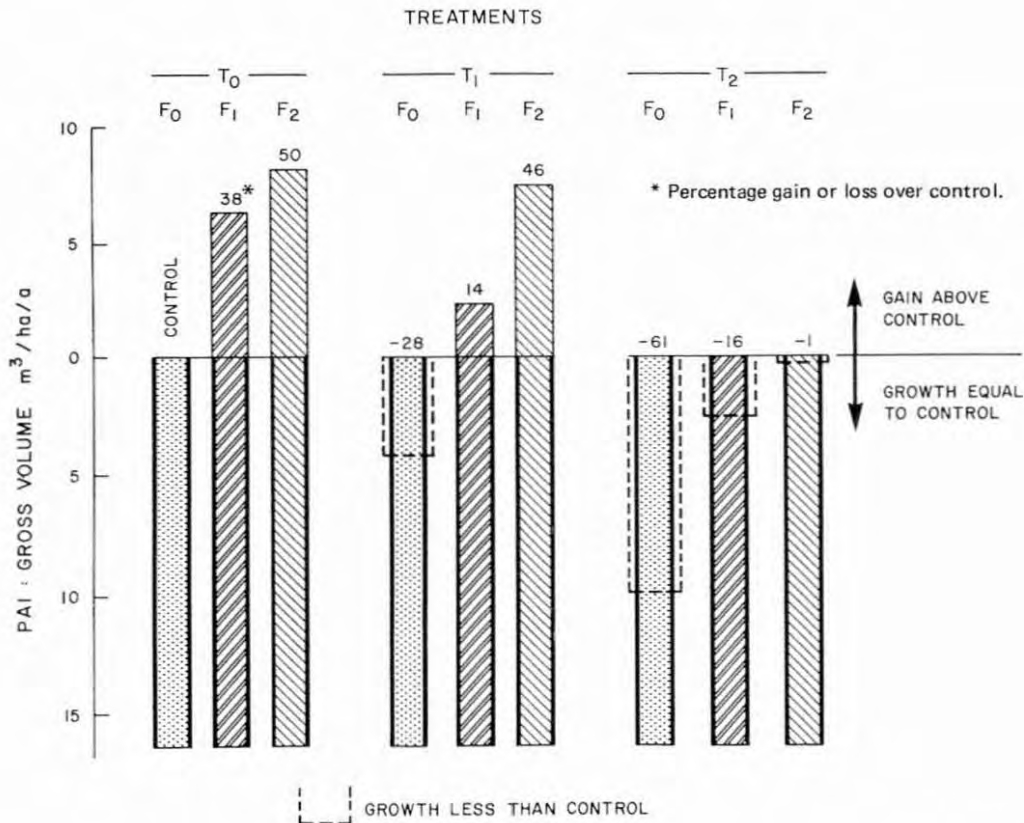 TREATMENTS
T0 T1 T2
F0 F1 F2 F0 F1 F2 F0 F1 F2
10
50
46
38*
* Percentage gain or loss over control.
5
CONTROL
14
GAIN ABOVE
CONTROL
0
-28
-61
-16
-1
GROWTH EQUAL
TO CONTROL
5
10
15
PAI : GROSS VOLUME m³/ha/a
GROWTH LESS THAN CONTROL